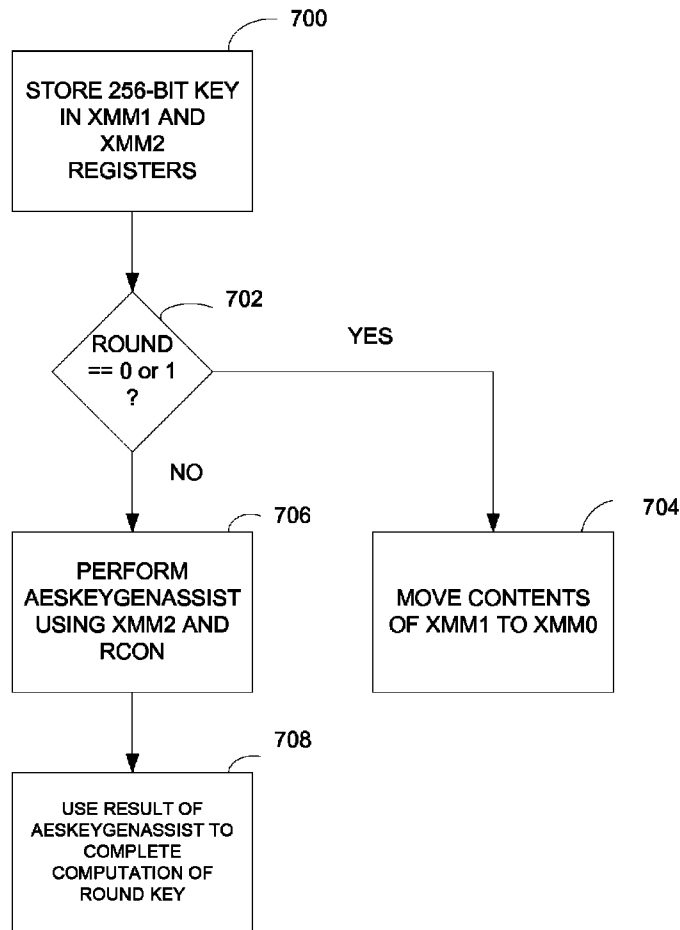 700
STORE 256-BIT KEY
IN XMM1 AND
XMM2
REGISTERS
702
ROUND
== 0 or 1
?
YES
NO
706
PERFORM
AESKEYGENASSIST
USING XMM2 AND
RCON
704
MOVE CONTENTS
OF XMM1 TO XMM0
708
USE RESULT OF
AESKEYGENASSIST TO
COMPLETE
COMPUTATION OF
ROUND KEY